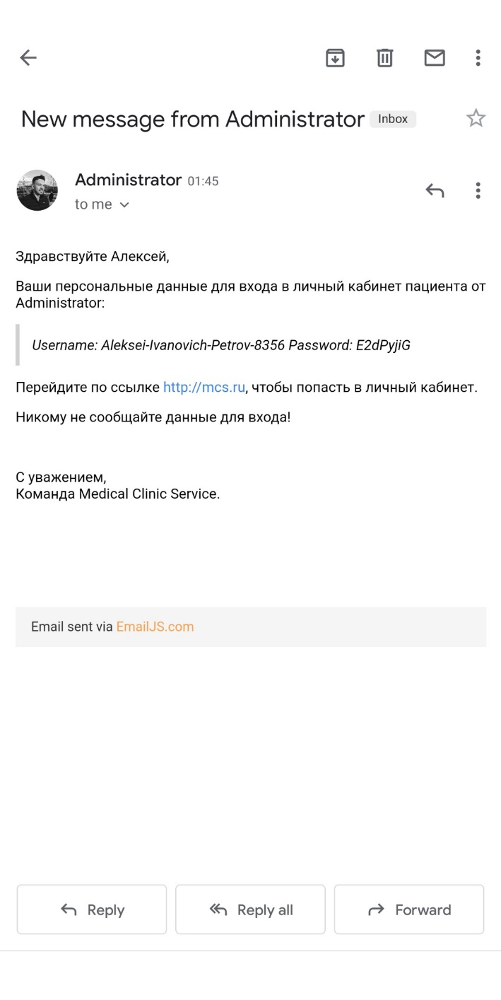 New message from Administrator Inbox
Administrator 01:45
to me
Здравствуйте Алексей,
Ваши персональные данные для входа в личный кабинет пациента от
Administrator:
Username: Aleksei-Ivanovich-Petrov-8356 Password: E2dPyjiG
Перейдите по ссылке http://mcs.ru, чтобы попасть в личный кабинет.
Никому не сообщайте данные для входа!
С уважением,
Команда Medical Clinic Service.
Email sent via EmailJS.com
Reply Reply all Forward